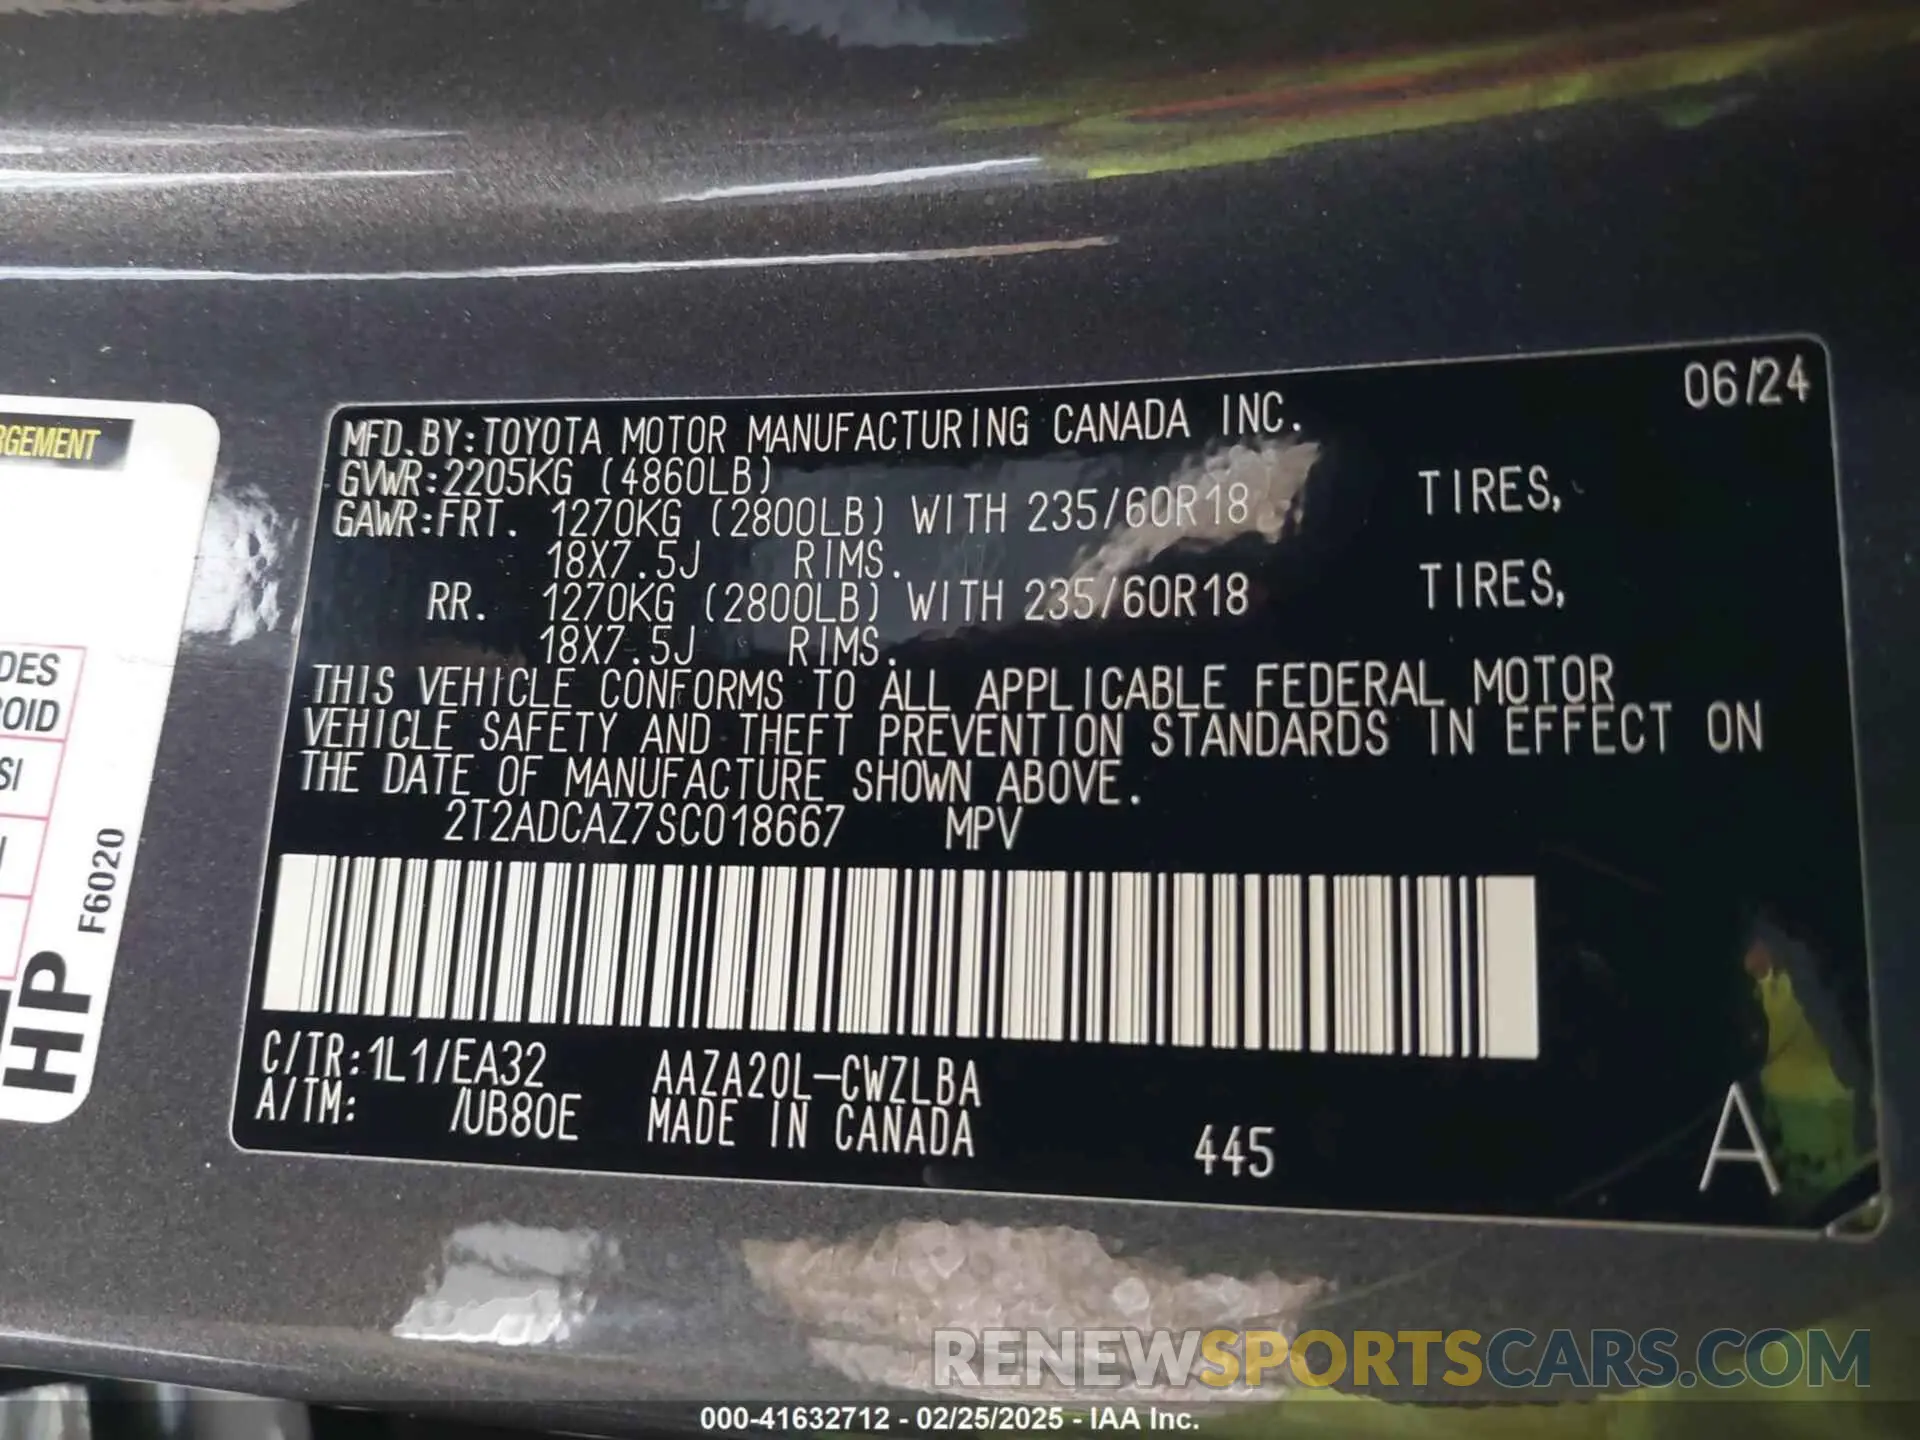 06/24
MFD.BY:TOYOTA MOTOR MANUFACTURING CANADA INC.
GVWR:2205KG (4860LB)
GAWR:FRT. 1270KG (2800LB) WITH 235/60R18 TIRES,
18X7.5J RIMS.
RR. 1270KG (2800LB) WITH 235/60R18 TIRES,
18X7.5J RIMS.
THIS VEHICLE CONFORMS TO ALL APPLICABLE FEDERAL MOTOR
VEHICLE SAFETY AND THEFT PREVENTION STANDARDS IN EFFECT ON
THE DATE OF MANUFACTURE SHOWN ABOVE.
2T2ADCAZ7SC018667 MPV
C/TR:1L1/EA32 AAZA20L-CWZLBA
A/TM: /UB80E MADE IN CANADA
445
A
F6020
HP
RENEWSPORTSCARS.COM
000-41632712 - 02/25/2025 - IAA Inc.